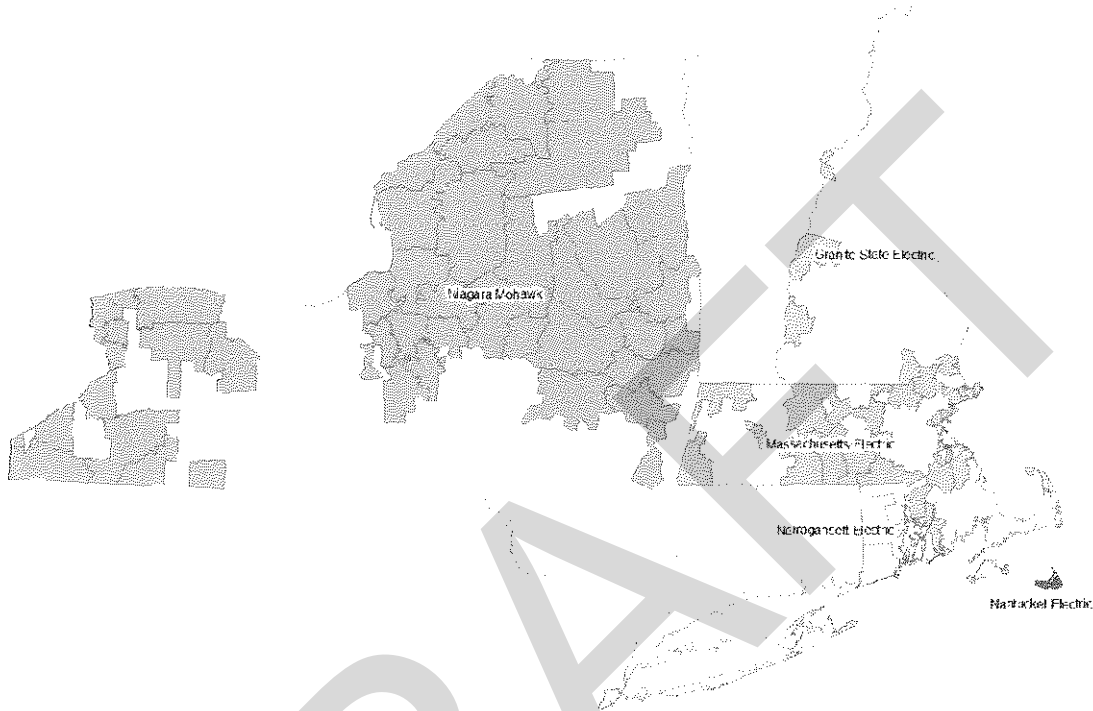 Granite State Electric
Niagara Mohawk
Massachusetts Electric
Narragansett Electric
Nantucket Electric
DRAFT